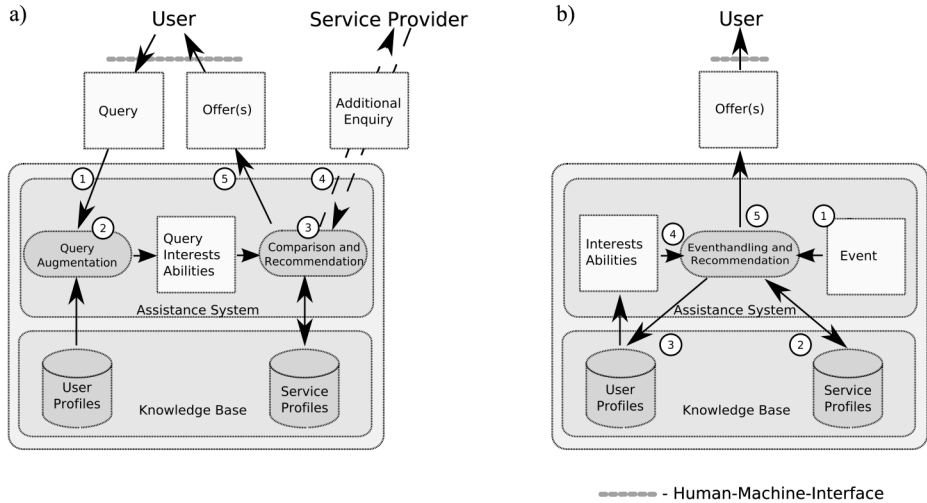 a)
User
Service Provider
Query
Offer(s)
Additional
Enquiry
1
5
4
2
3
Query
Augmentation
Query
Interests
Abilities
Comparison and
Recommendation
Assistance System
User
Profiles
Service
Profiles
Knowledge Base
b)
User
Offer(s)
5
1
4
Interests
Abilities
Eventhandling and
Recommendation
Event
Assistance System
3
2
User
Profiles
Service
Profiles
Knowledge Base
- Human-Machine-Interface